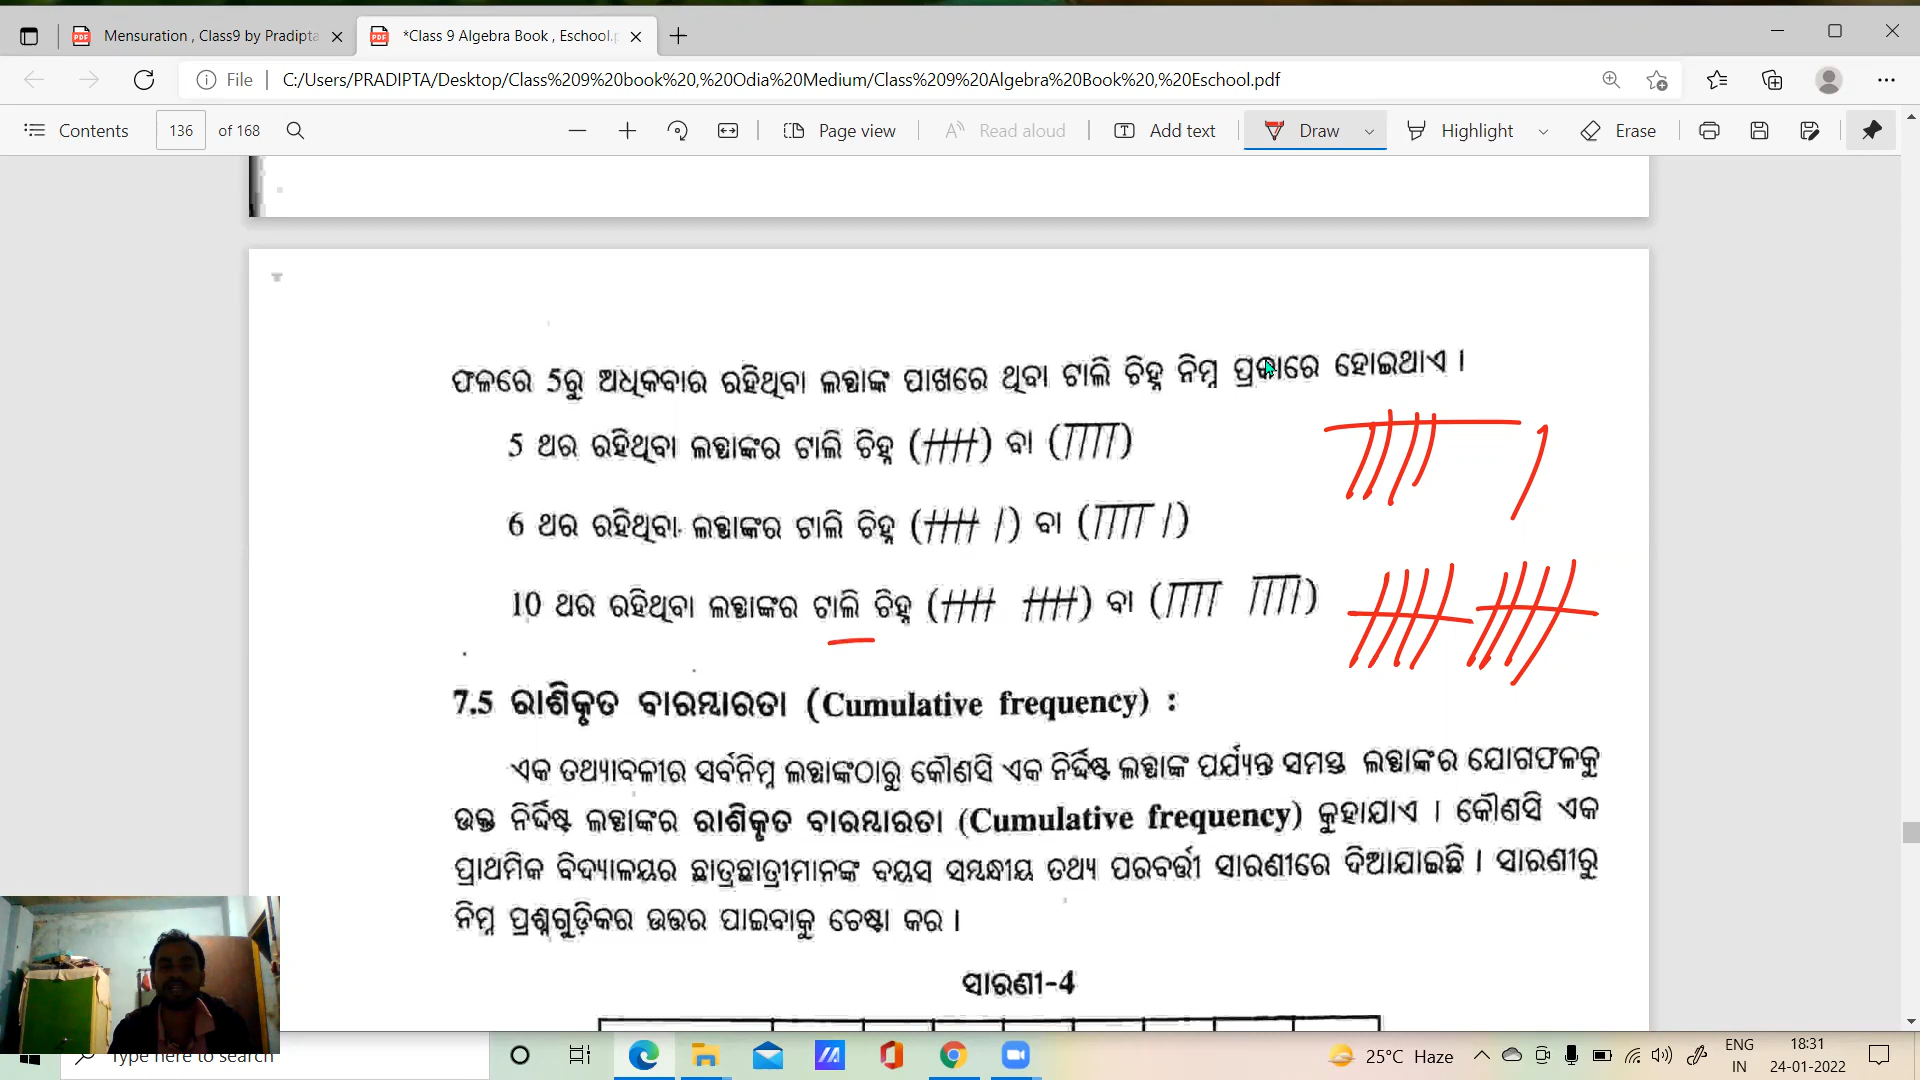 Mensuration , Class9 by Pradipta
*Class 9 Algebra Book , Eschool.p
File
C:/Users/PRADIPTA/Desktop/Class%209%20book%20,%20Odia%20Medium/Class%209%20Algebra%20Book%20,%20Eschool.pdf
Contents 136 of 168 Page view Read aloud Add text Draw Highlight Erase
ଫଳରେ 5ରୁ ଅଧିକବାର ରହିଥିବା ଲବ୍ଧାଙ୍କ ପାଖରେ ଥିବା ଟାଲି ଚିହ୍ନ ନିମ୍ନ ପ୍ରକାରେ ହୋଇଥାଏ ।
5 ଥର ରହିଥିବା ଲବ୍ଧାଙ୍କର ଟାଲି ଚିହ୍ନ (////) ବା (////)
6 ଥର ରହିଥିବା ଲବ୍ଧାଙ୍କର ଟାଲି ଚିହ୍ନ (//// /) ବା (//// /)
10 ଥର ରହିଥିବା ଲବ୍ଧାଙ୍କର ଟାଲି ଚିହ୍ନ (//// ////) ବା (//// ////)
7.5 ରାଶିକୃତ ବାରମ୍ୱାରତା (Cumulative frequency) :
ଏକ ତଥ୍ୟାବଳୀର ସର୍ବନିମ୍ନ ଲବ୍ଧାଙ୍କଠାରୁ କୌଣସି ଏକ ନିର୍ଦ୍ଦିଷ୍ଟ ଲବ୍ଧାଙ୍କ ପର୍ଯ୍ୟନ୍ତ ସମସ୍ତ ଲବ୍ଧାଙ୍କର ଯୋଗଫଳକୁ
ଉକ୍ତ ନିର୍ଦ୍ଦିଷ୍ଟ ଲବ୍ଧାଙ୍କର ରାଶିକୃତ ବାରମ୍ୱାରତା (Cumulative frequency) କୁହାଯାଏ । କୌଣସି ଏକ
ପ୍ରାଥମିକ ବିଦ୍ୟାଳୟର ଛାତ୍ରଛାତ୍ରୀମାନଙ୍କ ବୟସ ସମ୍ୱନ୍ଧୀୟ ତଥ୍ୟ ପରବର୍ତ୍ତୀ ସାରଣୀରେ ଦିଆଯାଇଛି । ସାରଣୀରୁ
ନିମ୍ନ ପ୍ରଶ୍ନଗୁଡ଼ିକର ଉତ୍ତର ପାଇବାକୁ ଚେଷ୍ଟା କର ।
ସାରଣୀ-4
Type here to search
25°C Haze
ENG
IN
18:31
24-01-2022